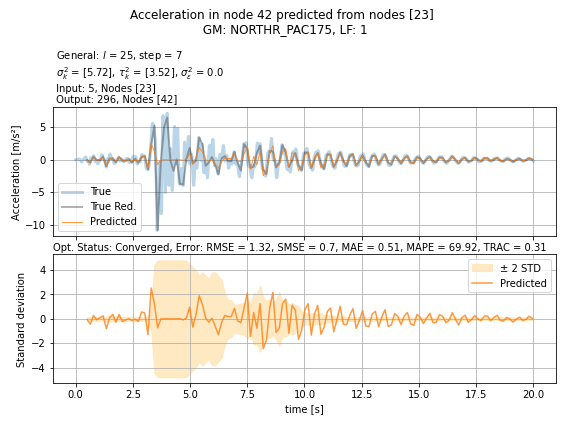 Acceleration in node 42 predicted from nodes [23]
GM: NORTHR_PAC175, LF: 1
General: l = 25, step = 7
σ²ₖ = [5.72], τ²ₖ = [3.52], σ²ε = 0.0
Input: 5, Nodes [23]
Output: 296, Nodes [42]
Acceleration [m/s²]
5
0
−5
−10
True
True Red.
Predicted
Opt. Status: Converged, Error: RMSE = 1.32, SMSE = 0.7, MAE = 0.51, MAPE = 69.92, TRAC = 0.31
Standard deviation
4
2
0
−2
−4
± 2 STD
Predicted
0.0 2.5 5.0 7.5 10.0 12.5 15.0 17.5 20.0
time [s]